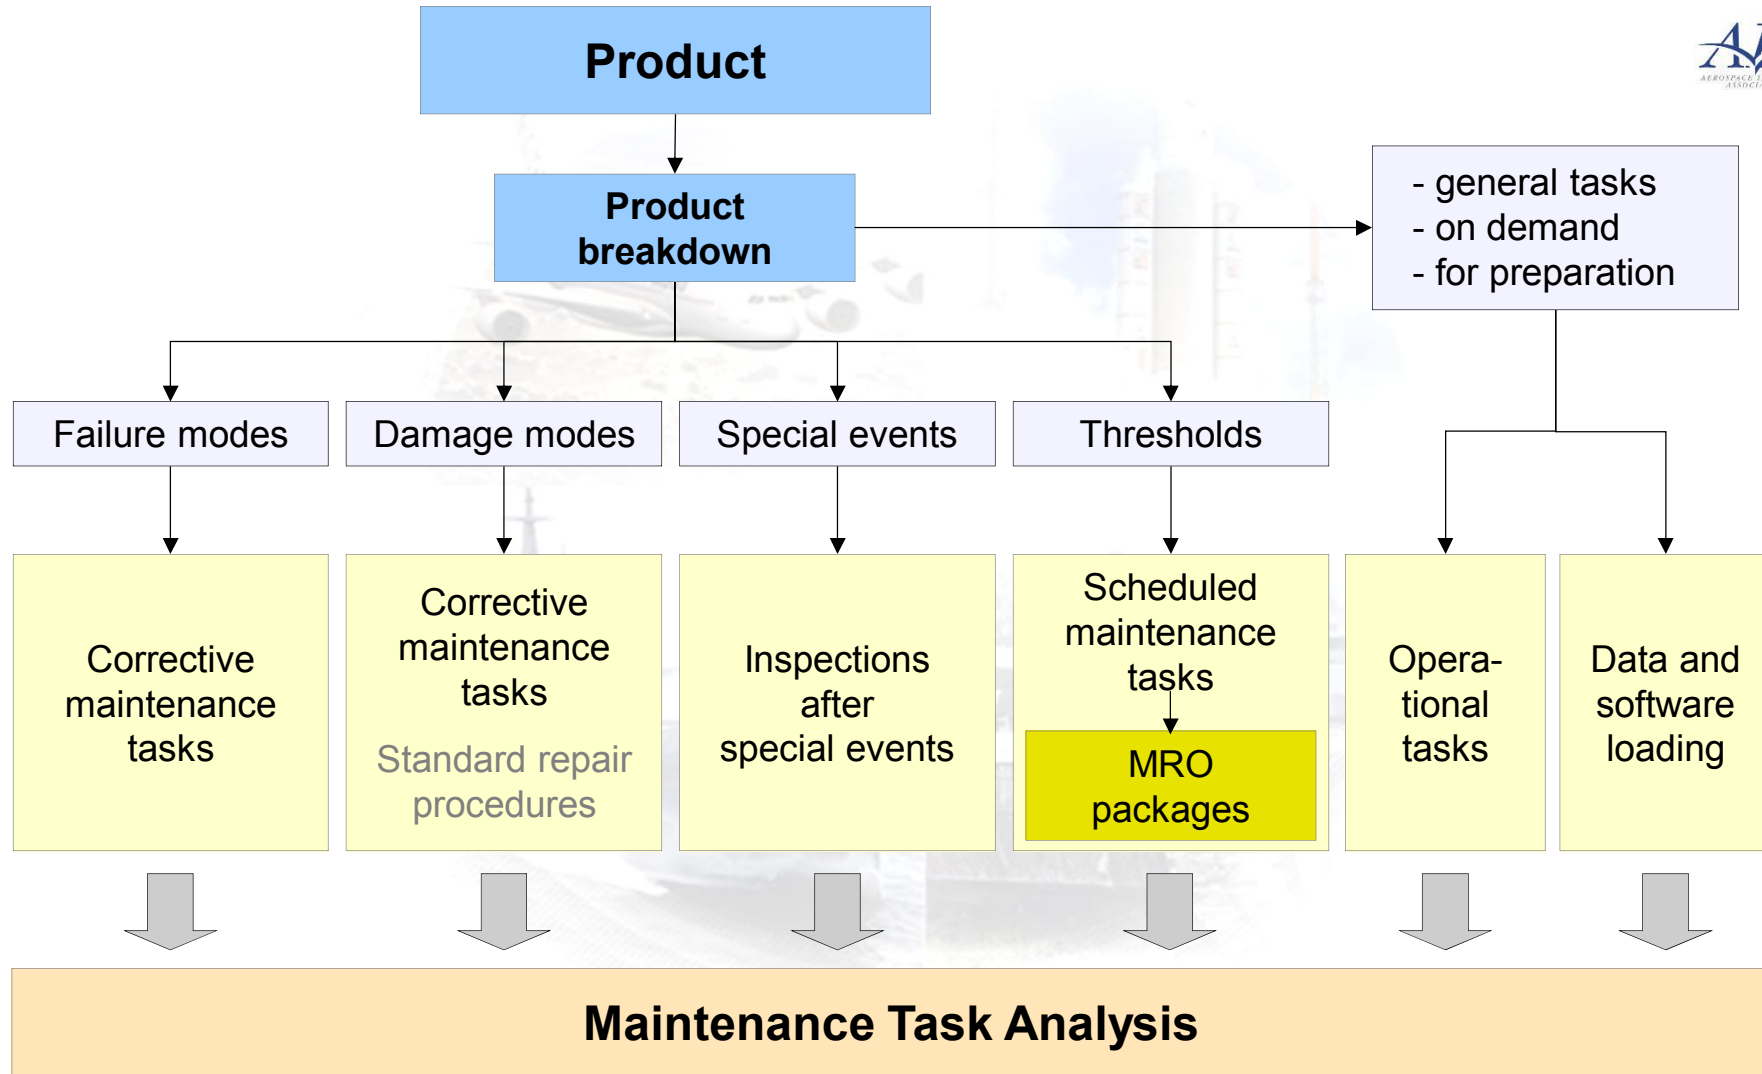 Product
AEROSPACE
Product
breakdown
- general tasks
- on demand
- for preparation
Failure modes
Damage modes
Special events
Thresholds
Corrective
maintenance
tasks
Corrective
maintenance
tasks
Standard repair
procedures
Inspections
after
special events
Scheduled
maintenance
tasks
MRO
packages
Opera-
tional
tasks
Data and
software
loading
Maintenance Task Analysis